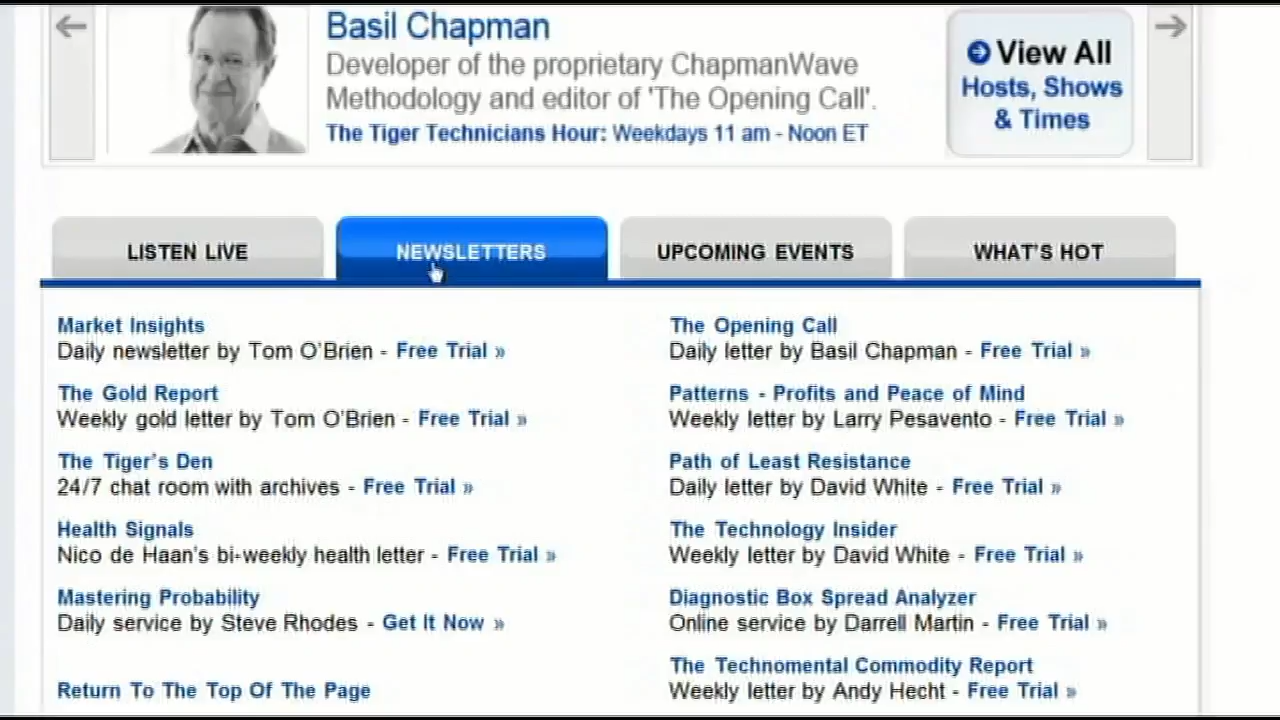 Basil Chapman
Developer of the proprietary ChapmanWave
Methodology and editor of 'The Opening Call'.
The Tiger Technicians Hour: Weekdays 11 am - Noon ET
View All
Hosts, Shows
& Times
LISTEN LIVE
NEWSLETTERS
UPCOMING EVENTS
WHAT'S HOT
Market Insights
Daily newsletter by Tom O'Brien - Free Trial »
The Gold Report
Weekly gold letter by Tom O'Brien - Free Trial »
The Tiger's Den
24/7 chat room with archives - Free Trial »
Health Signals
Nico de Haan's bi-weekly health letter - Free Trial »
Mastering Probability
Daily service by Steve Rhodes - Get It Now »
Return To The Top Of The Page
The Opening Call
Daily letter by Basil Chapman - Free Trial »
Patterns - Profits and Peace of Mind
Weekly letter by Larry Pesavento - Free Trial »
Path of Least Resistance
Daily letter by David White - Free Trial »
The Technology Insider
Weekly letter by David White - Free Trial »
Diagnostic Box Spread Analyzer
Online service by Darrell Martin - Free Trial »
The Technomental Commodity Report
Weekly letter by Andy Hecht - Free Trial »